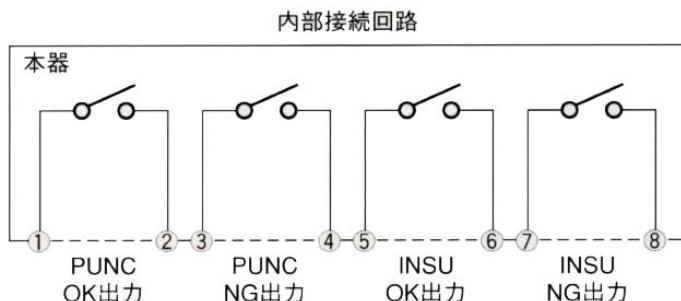 内部接続回路
本器
1 2 3 4 5 6 7 8
PUNC PUNC INSU INSU
OK出力 NG出力 OK出力 NG出力